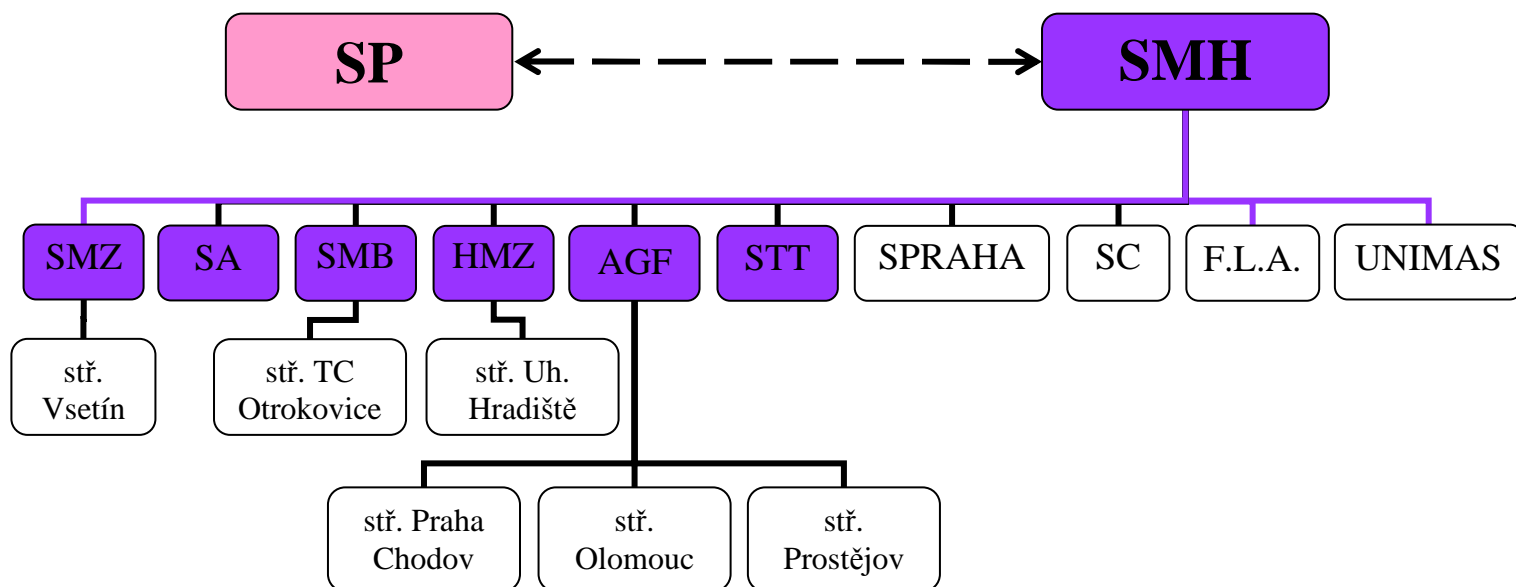 SP
SMH
SMZ
SA
SMB
HMZ
AGF
STT
SPRAHA
SC
F.L.A.
UNIMAS
stř.
Vsetín
stř. TC
Otrokovice
stř. Uh.
Hradiště
stř. Praha
Chodov
stř.
Olomouc
stř.
Prostějov